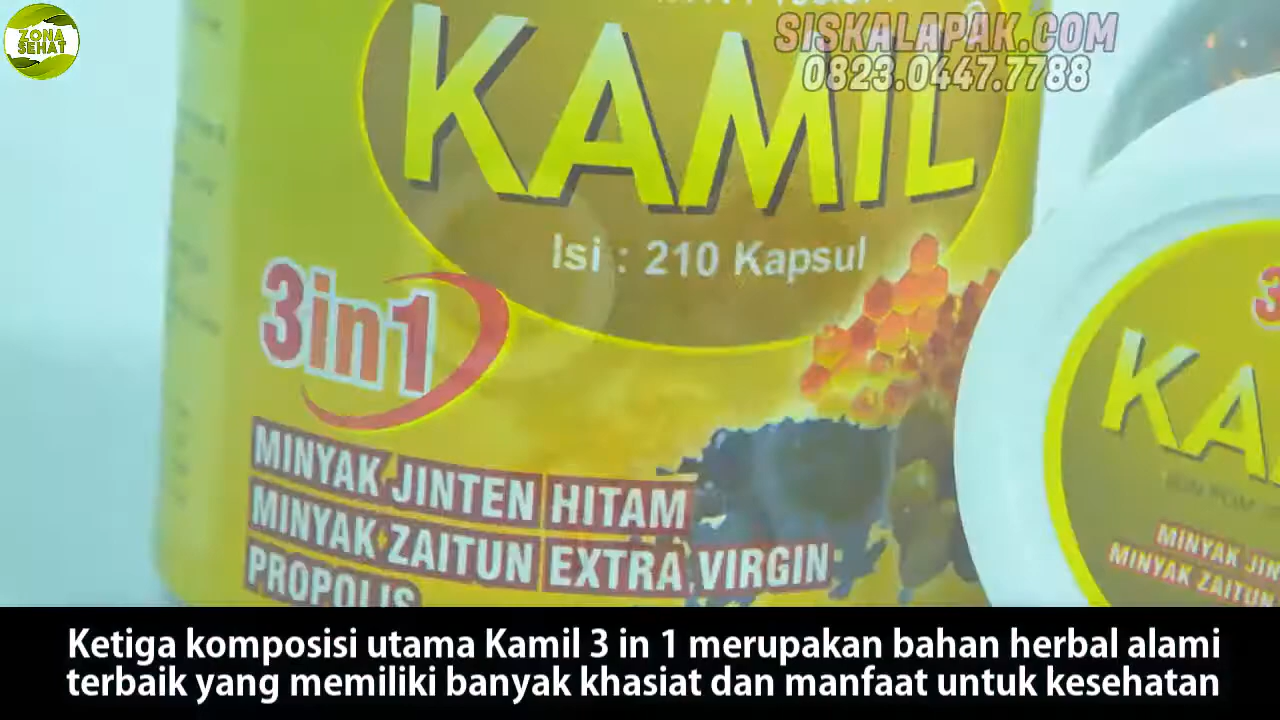 ZONA
SEHAT
SISKALAPAK.COM
0823.0447.7788
KAMIL
Isi : 210 Kapsul
3in1
MINYAK JINTEN HITAM
MINYAK ZAITUN EXTRA VIRGIN
PROPOLIS
3
KA
MINYAK JIN
MINYAK ZAITUN
Ketiga komposisi utama Kamil 3 in 1 merupakan bahan herbal alami
terbaik yang memiliki banyak khasiat dan manfaat untuk kesehatan